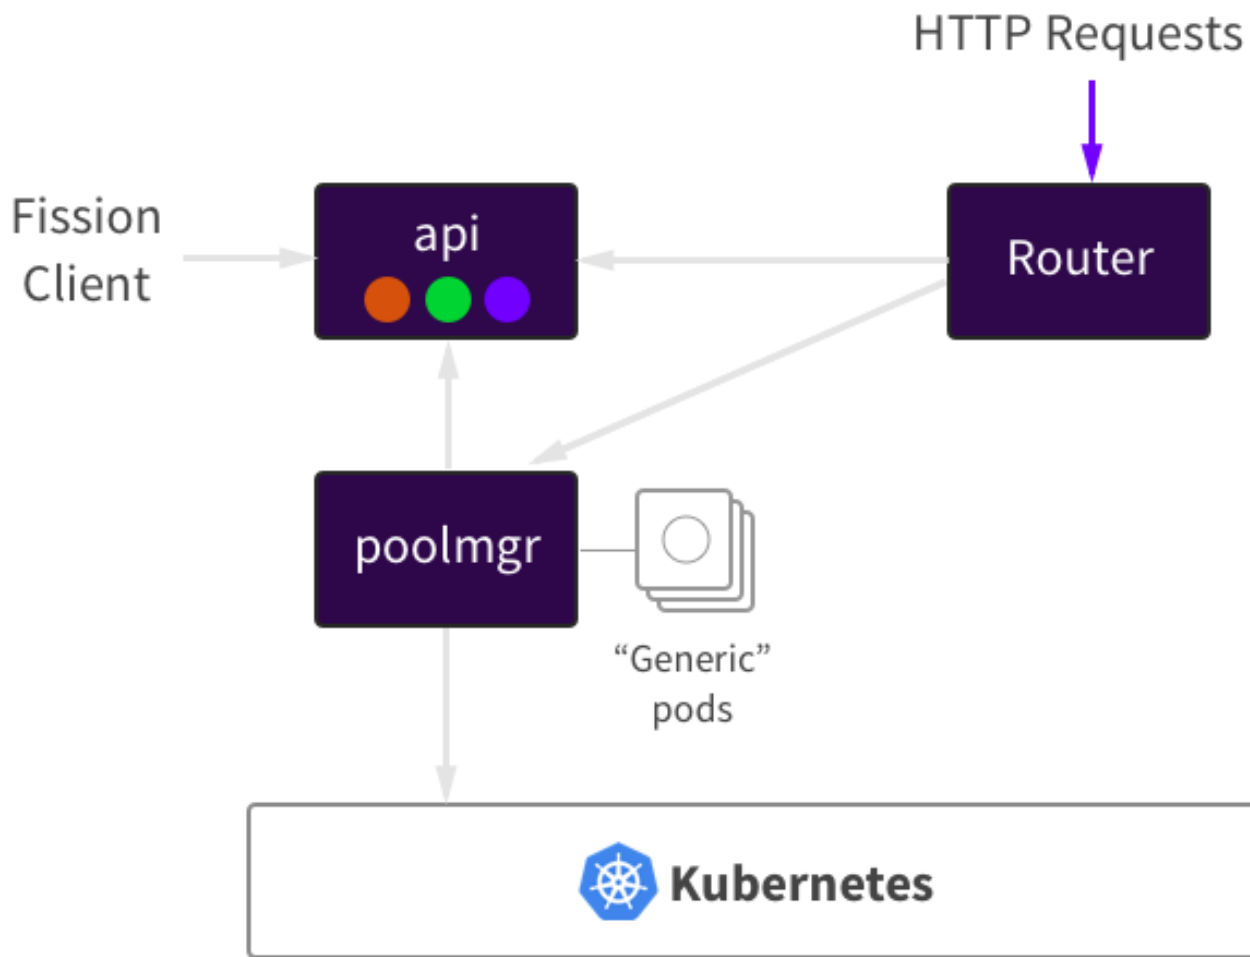 HTTP Requests
Fission
Client
api
Router
poolmgr
“Generic”
pods
Kubernetes